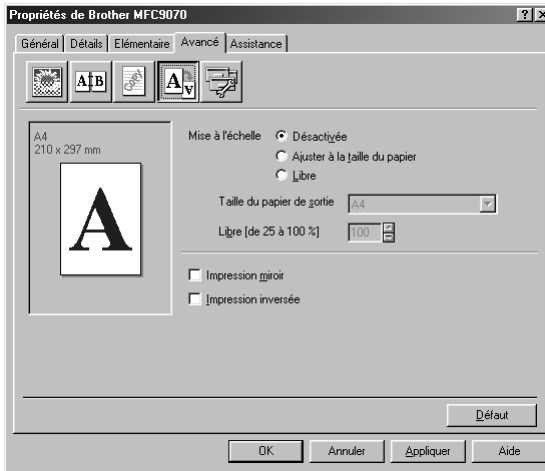 Propriétés de Brother MFC9070
Général Détails Elémentaire Avancé Assistance
A B
A A
A4
210 x 297 mm
A
Mise à l'échelle Désactivée
Ajuster à la taille du papier
Libre
Taille du papier de sortie A4
Libre [de 25 à 100 %] 100
Impression miroir
Impression inversée
Défaut
OK Annuler Appliquer Aide